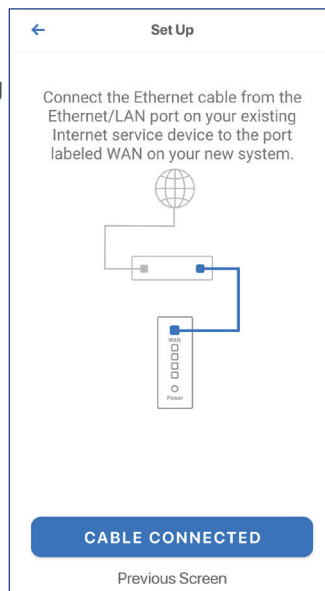 Set Up
Connect the Ethernet cable from the
Ethernet/LAN port on your existing
Internet service device to the port
labeled WAN on your new system.
WAN
Power
CABLE CONNECTED
Previous Screen